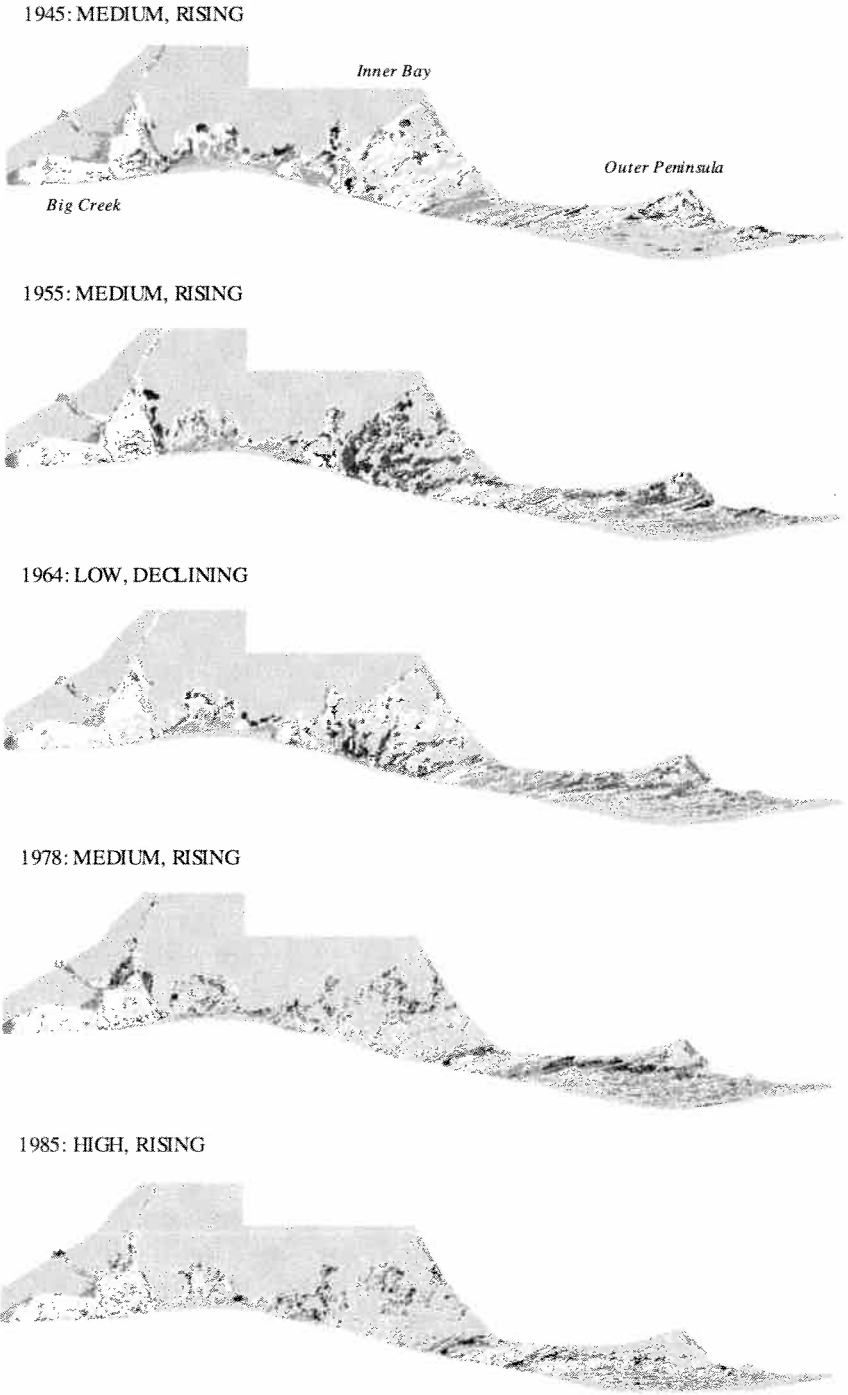 1945: MEDIUM, RISING
Inner Bay
Outer Peninsula
Big Creek
1955: MEDIUM, RISING
1964: LOW, DECLINING
1978: MEDIUM, RISING
1985: HIGH, RISING